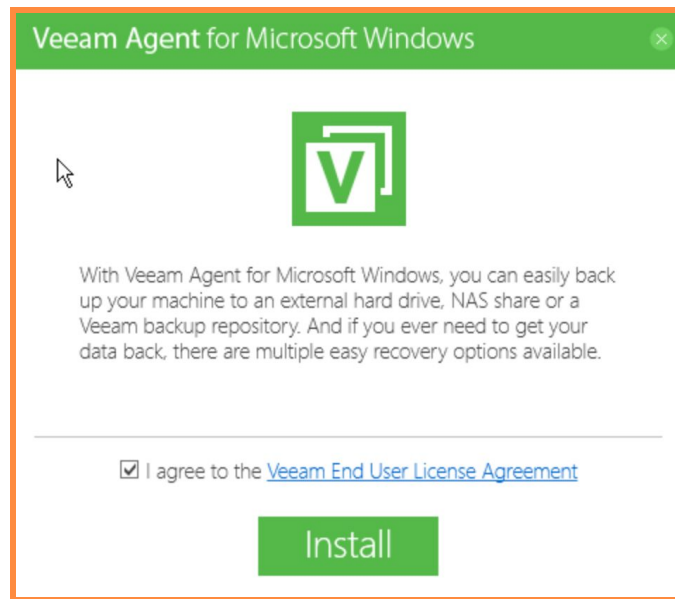 Veeam Agent for Microsoft Windows
V
With Veeam Agent for Microsoft Windows, you can easily back
up your machine to an external hard drive, NAS share or a
Veeam backup repository. And if you ever need to get your
data back, there are multiple easy recovery options available.
I agree to the Veeam End User License Agreement
Install